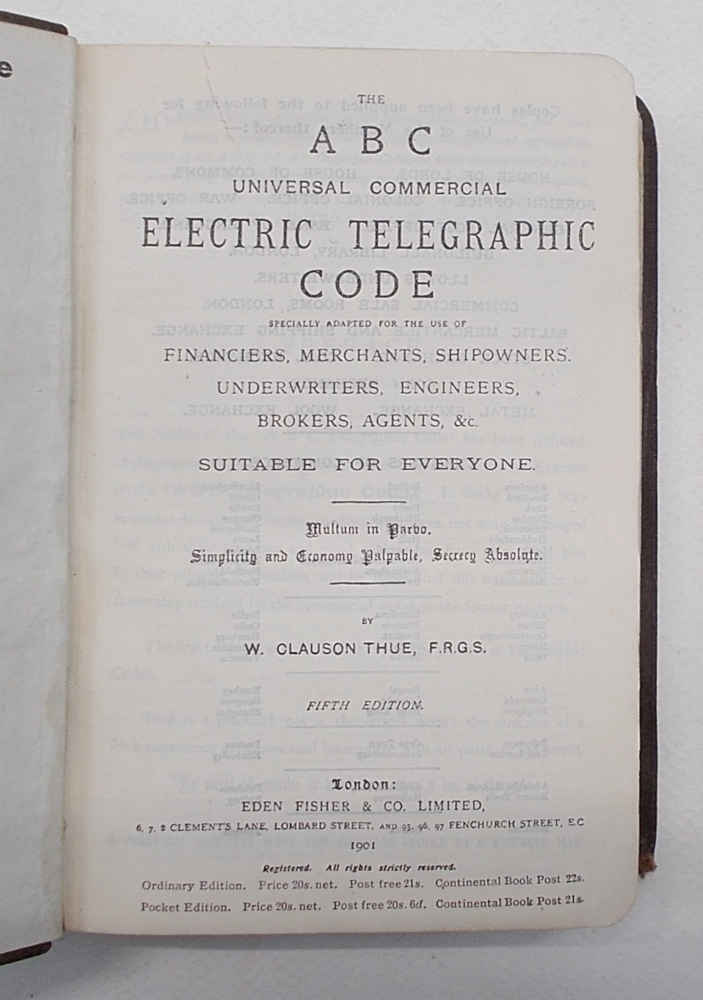 e
THE
A B C
UNIVERSAL COMMERCIAL
ELECTRIC TELEGRAPHIC
CODE
SPECIALLY ADAPTED FOR THE USE OF
FINANCIERS, MERCHANTS, SHIPOWNERS.
UNDERWRITERS, ENGINEERS,
BROKERS, AGENTS, &c.
SUITABLE FOR EVERYONE.
Multum in Parvo.
Simplicity and Economy Palpable, Secrecy Absolute.
BY
W. CLAUSON THUE, F.R.G.S.
FIFTH EDITION.
London:
EDEN FISHER & CO. LIMITED,
6, 7, 8 CLEMENT'S LANE, LOMBARD STREET, AND 95, 96, 97 FENCHURCH STREET, E.C
1901
Registered. All rights strictly reserved.
Ordinary Edition. Price 20s. net. Post free 21s. Continental Book Post 22s.
Pocket Edition. Price 20s. net. Post free 20s. 6d. Continental Book Post 21s.